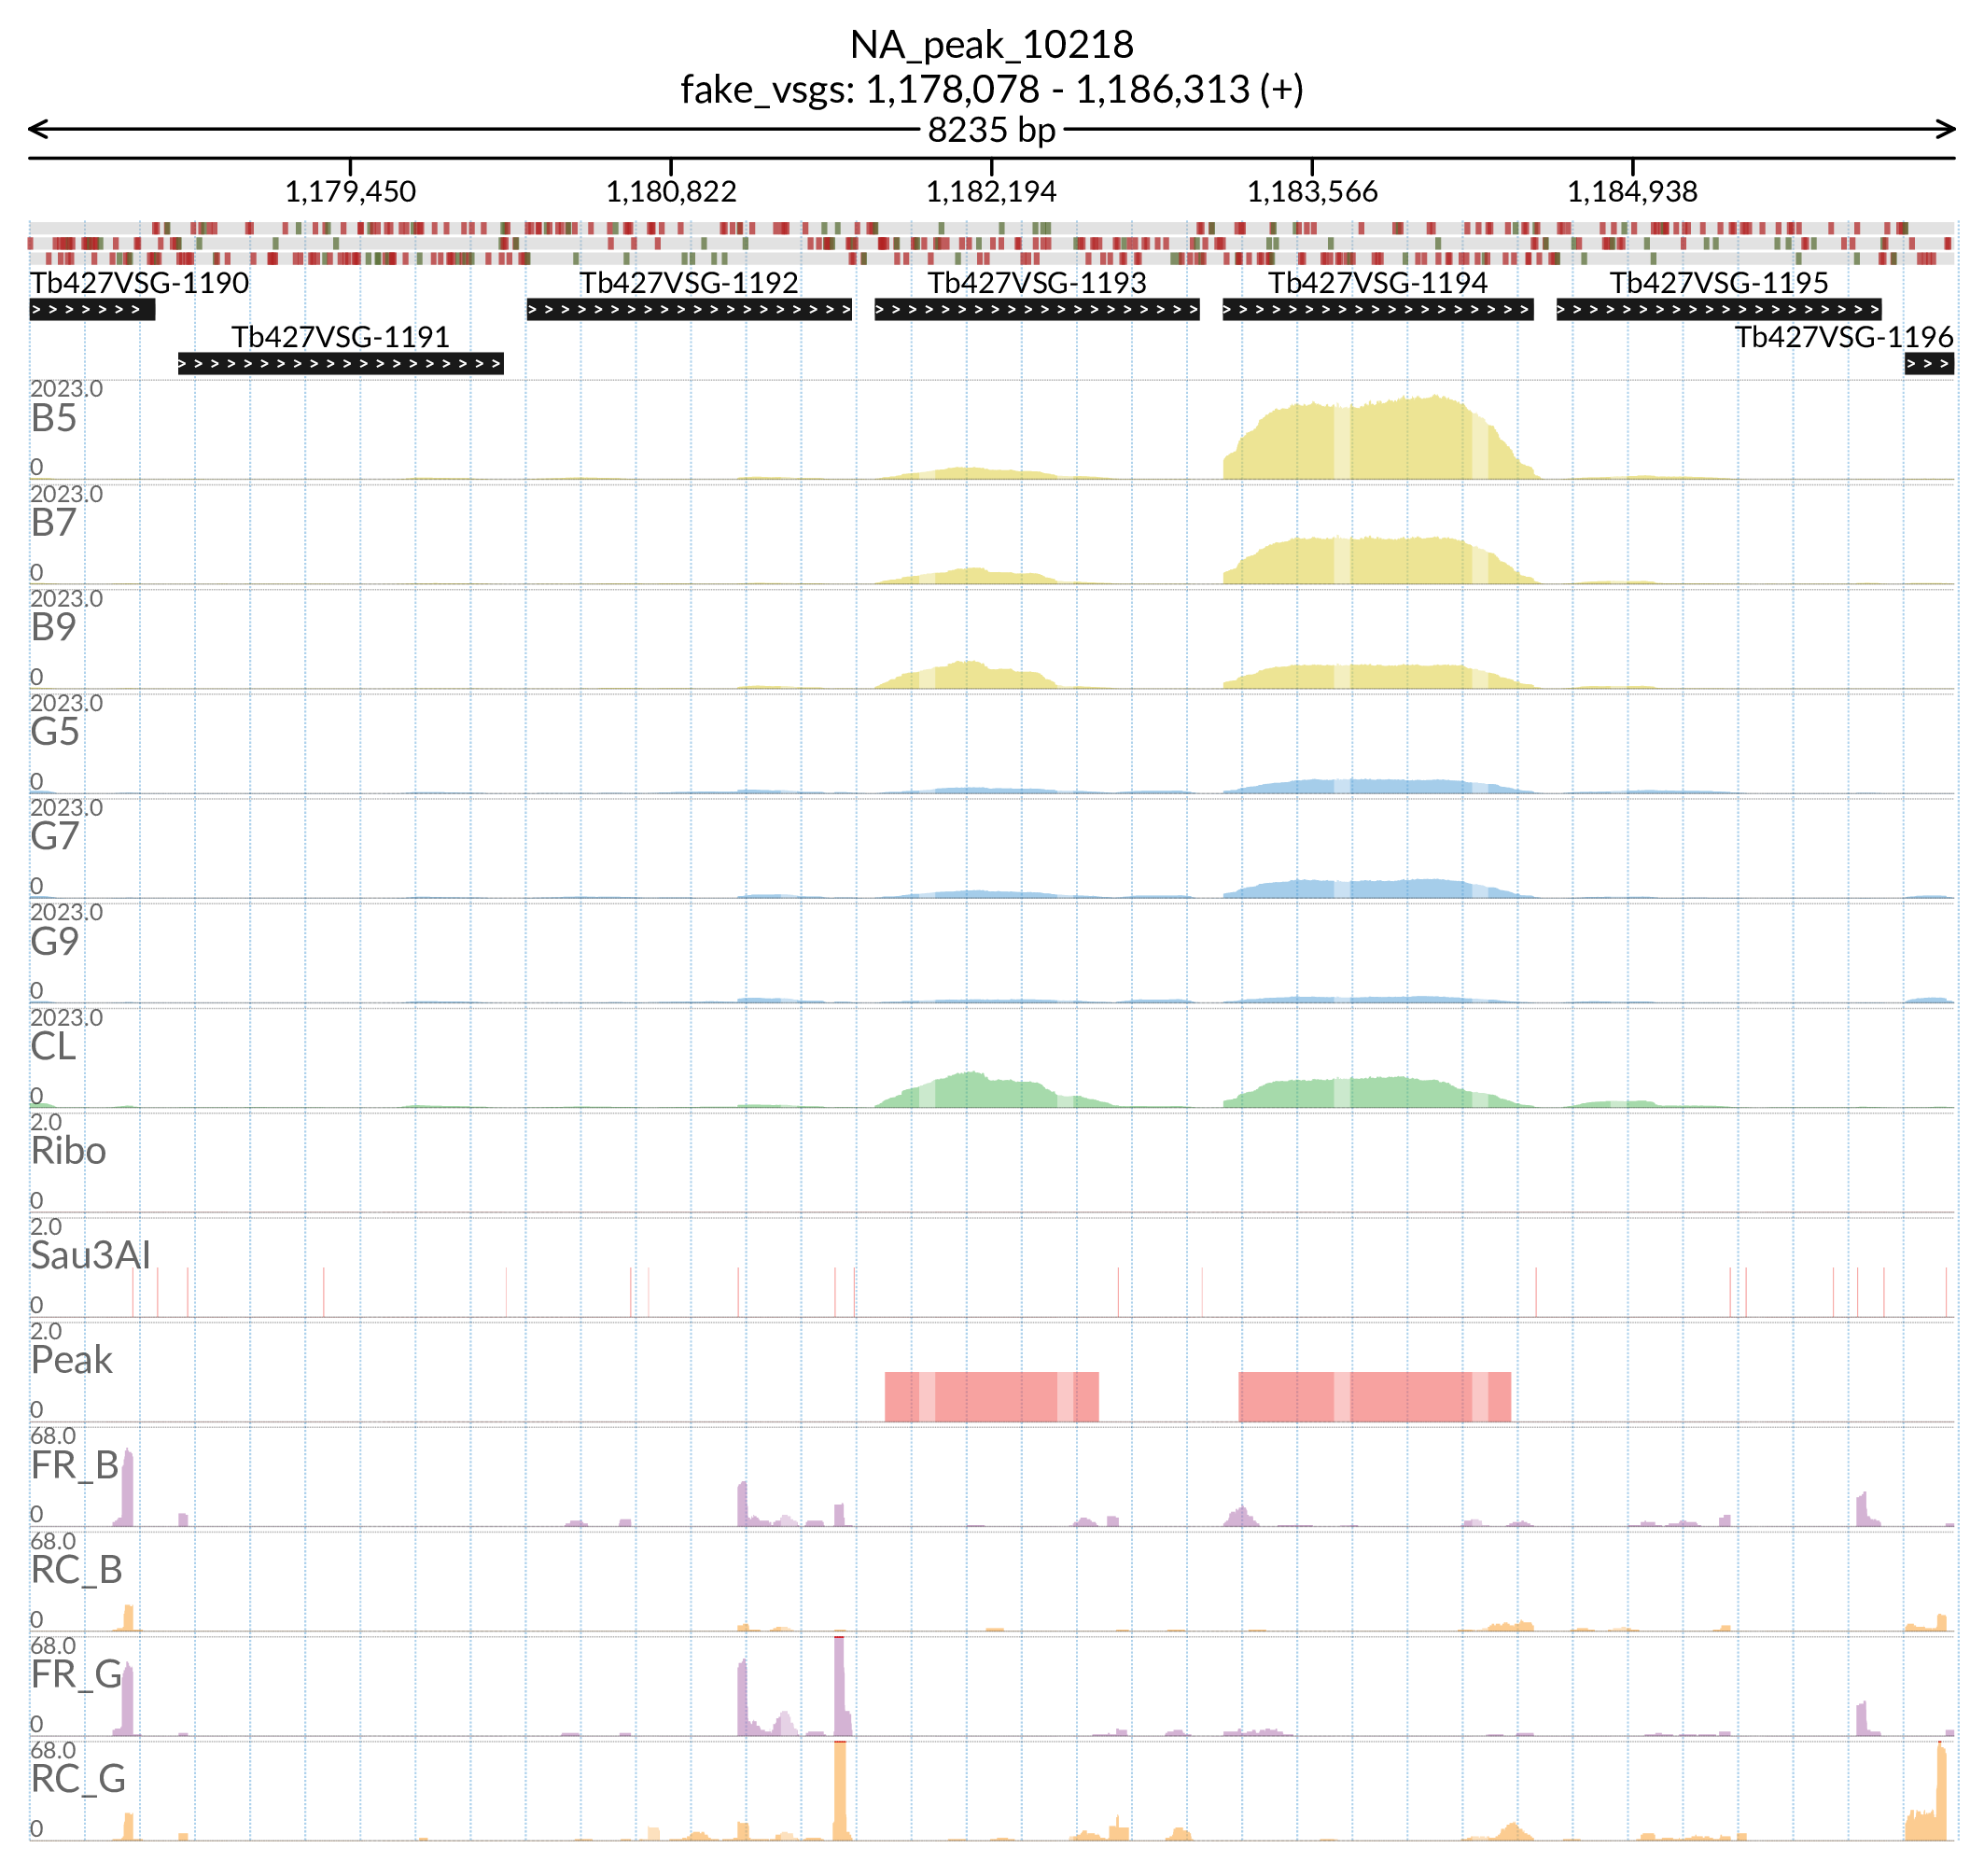 NA_peak_10218
fake_vsgs: 1,178,078 - 1,186,313 (+)
8235 bp
1,179,450 1,180,822 1,182,194 1,183,566 1,184,938
Tb427VSG-1190 Tb427VSG-1192 Tb427VSG-1193 Tb427VSG-1194 Tb427VSG-1195
Tb427VSG-1191 Tb427VSG-1196
2023.0
B5
0
2023.0
B7
0
2023.0
B9
0
2023.0
G5
0
2023.0
G7
0
2023.0
G9
0
2023.0
CL
0
2.0
Ribo
0
2.0
Sau3AI
0
2.0
Peak
0
68.0
FR_B
0
68.0
RC_B
0
68.0
FR_G
0
68.0
RC_G
0